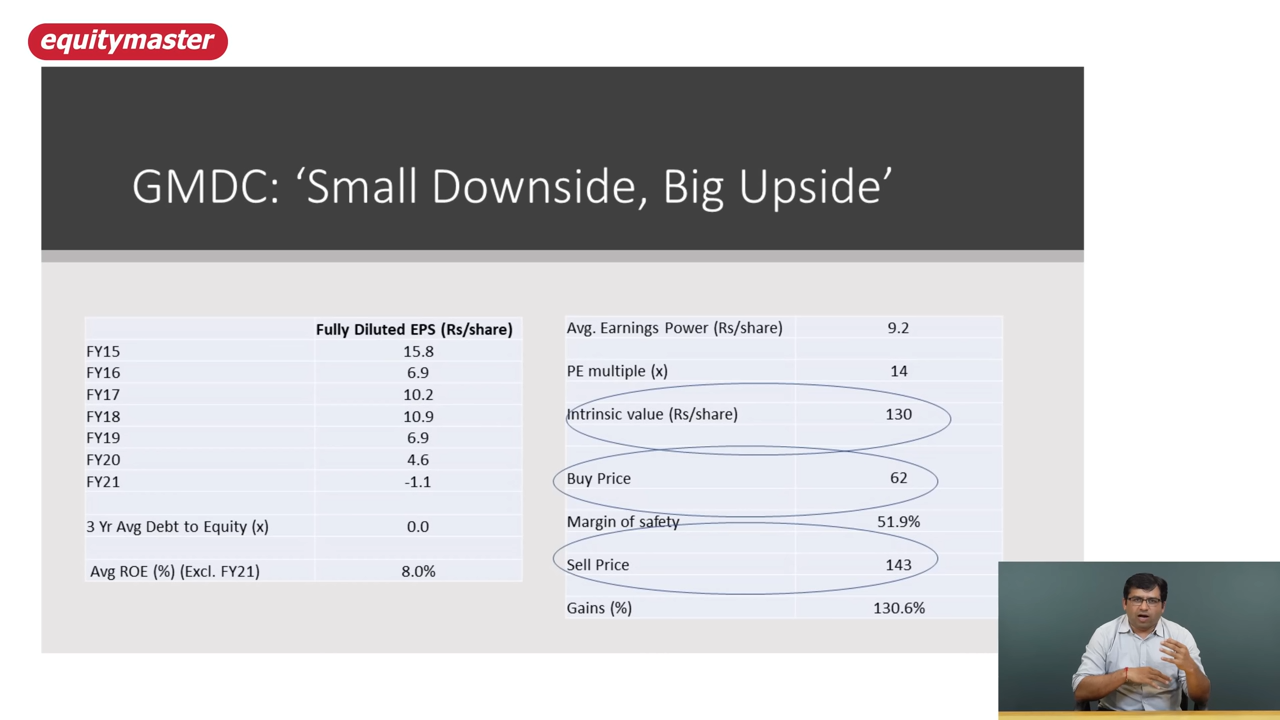 equitymaster
GMDC: ‘Small Downside, Big Upside’
Fully Diluted EPS (Rs/share)
FY15 15.8
FY16 6.9
FY17 10.2
FY18 10.9
FY19 6.9
FY20 4.6
FY21 -1.1
3 Yr Avg Debt to Equity (x) 0.0
Avg ROE (%) (Excl. FY21) 8.0%
Avg. Earnings Power (Rs/share) 9.2
PE multiple (x) 14
Intrinsic value (Rs/share) 130
Buy Price 62
Margin of safety 51.9%
Sell Price 143
Gains (%) 130.6%